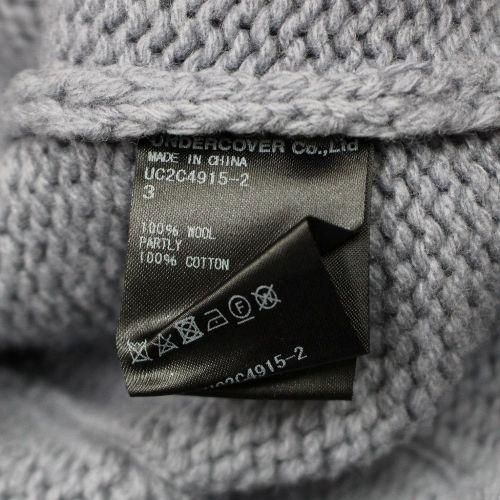 UNDERCOVER Co.,Ltd
MADE IN CHINA
UC2C4915-2
3
100% WOOL
PARTLY
100% COTTON
UC2C4915-2